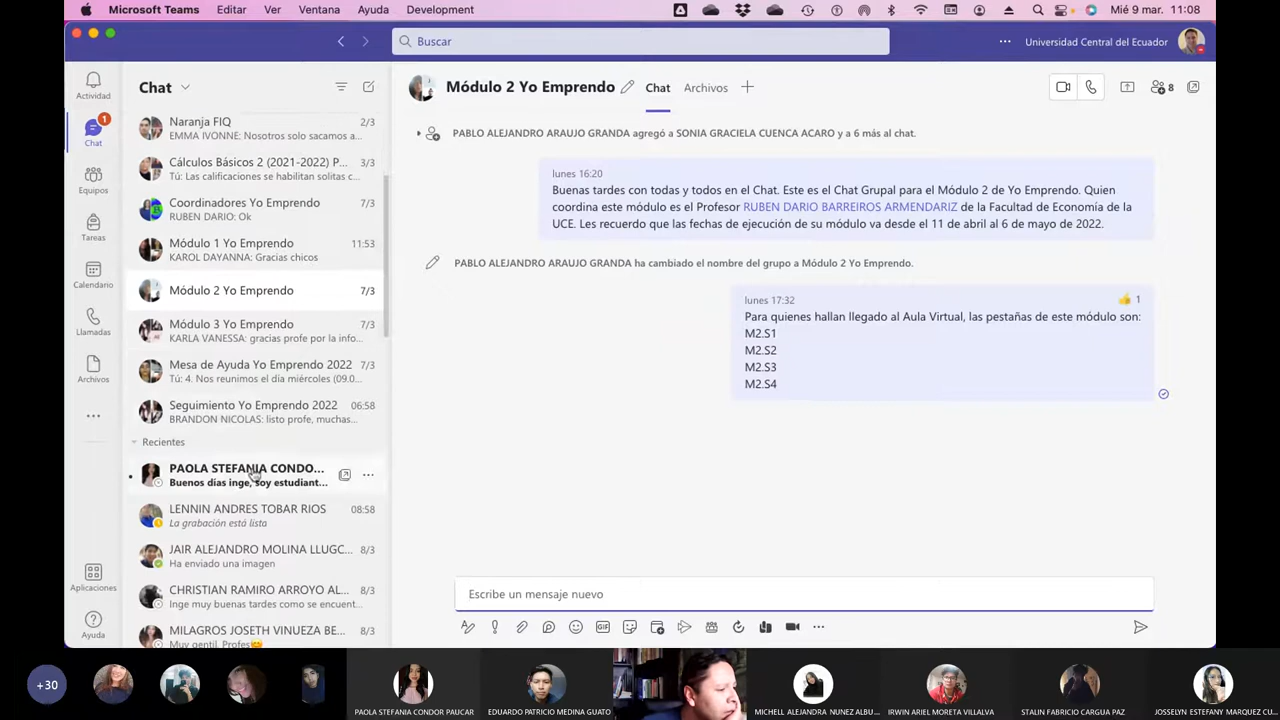 Microsoft Teams Editar Ver Ventana Ayuda Development
Mié 9 mar. 11:08
Buscar
Universidad Central del Ecuador
Actividad
1
Chat
Equipos
Tareas
Calendario
Llamadas
Archivos
Aplicaciones
Ayuda
Chat
Naranja FIQ 2/3
EMMA IVONNE: Nosotros solo sacamos a...
Cálculos Básicos 2 (2021-2022) P... 3/3
Tú: Las calificaciones se habilitan solitas c...
Coordinadores Yo Emprendo 7/3
RUBEN DARIO: Ok
Módulo 1 Yo Emprendo 11:53
KAROL DAYANNA: Gracias chicos
Módulo 2 Yo Emprendo 7/3
Módulo 3 Yo Emprendo 7/3
KARLA VANESSA: gracias profe por la info...
Mesa de Ayuda Yo Emprendo 2022 7/3
Tú: 4. Nos reunimos el dia miércoles (09.0...
Seguimiento Yo Emprendo 2022 06:58
BRANDON NICOLAS: listo profe, muchas...
Recientes
PAOLA STEFANIA CONDO...
Buenos dias inge, soy estudiant...
LENNIN ANDRES TOBAR RIOS 08:58
La grabación está lista
JAIR ALEJANDRO MOLINA LLUGC... 8/3
Ha enviado una imagen
CHRISTIAN RAMIRO ARROYO AL... 8/3
Inge muy buenas tardes como se encuent...
MILAGROS JOSETH VINUEZA BE... 8/3
Muy gentil, Profes
Módulo 2 Yo Emprendo Chat Archivos
8
PABLO ALEJANDRO ARAUJO GRANDA agregó a SONIA GRACIELA CUENCA ACARO y a 6 más al chat.
lunes 16:20
Buenas tardes con todas y todos en el Chat. Este es el Chat Grupal para el Módulo 2 de Yo Emprendo. Quien
coordina este módulo es el Profesor RUBEN DARIO BARREIROS ARMENDARIZ de la Facultad de Economía de la
UCE. Les recuerdo que las fechas de ejecución de su módulo va desde el 11 de abril al 6 de mayo de 2022.
PABLO ALEJANDRO ARAUJO GRANDA ha cambiado el nombre del grupo a Módulo 2 Yo Emprendo.
lunes 17:32 1
Para quienes hallan llegado al Aula Virtual, las pestañas de este módulo son:
M2.S1
M2.S2
M2.S3
M2.S4
Escribe un mensaje nuevo
GIF
+30
PAOLA STEFANIA CONDOR PAUCAR
EDUARDO PATRICIO MEDINA GUATO
MICHELL ALEJANDRA NUNEZ ALBU...
IRWIN ARIEL MORETA VILLALVA
STALIN FABRICIO CARGUA PAZ
JOSSELYN ESTEFANY MARQUEZ CU...